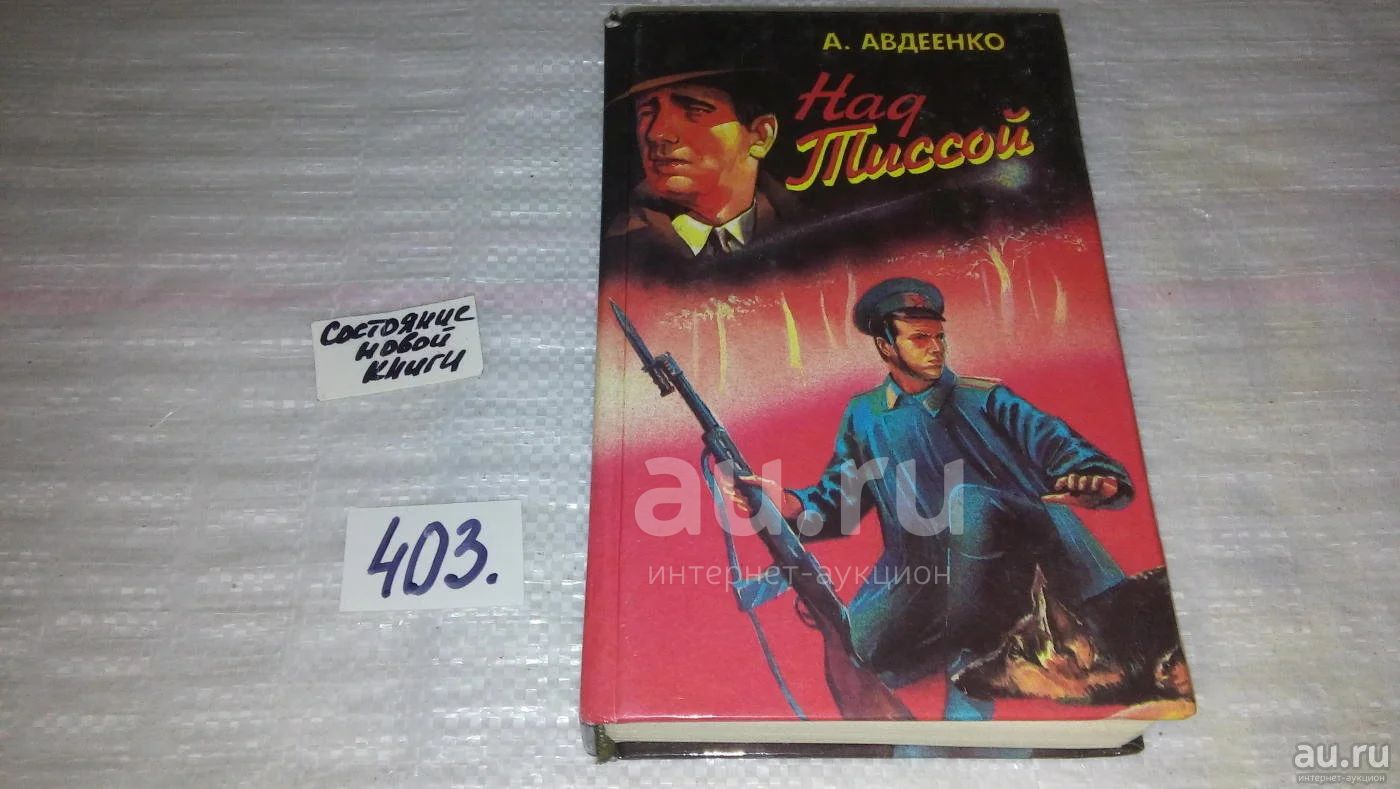 А. АВДЕЕНКО
Над
Тиссой
Состояние
новой
книги
403.
au.ru
интернет-аукцион
au.ru
интернет-аукцион